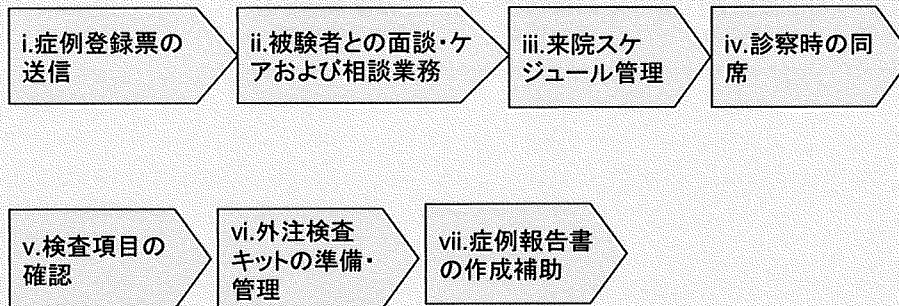 i.症例登録票の
送信
ii.被験者との面談・ケ
アおよび相談業務
iii.来院スケ
ジュール管理
iv.診察時の同
席
v.検査項目の
確認
vi.外注検査
キットの準備・
管理
vii.症例報告書
の作成補助